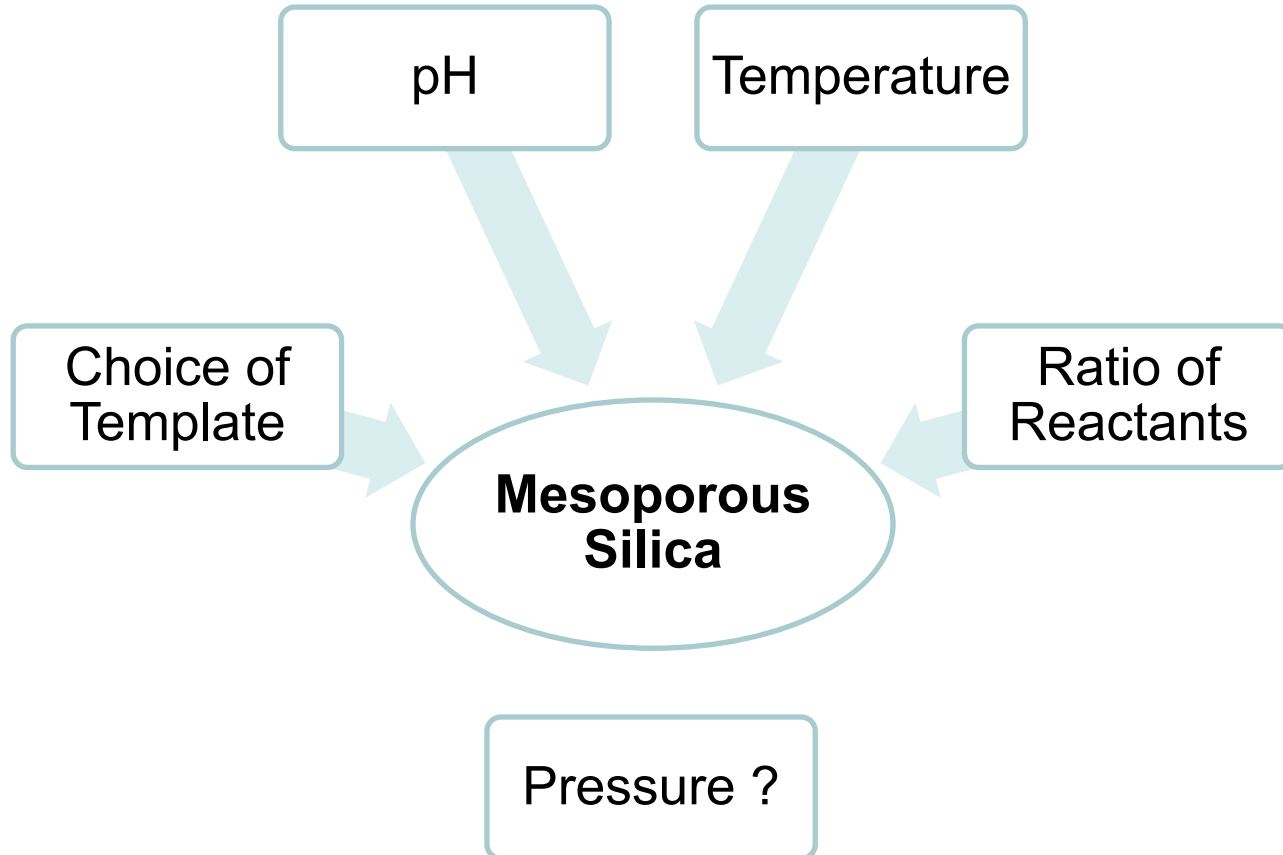 pH
Temperature
Choice of
Template
Ratio of
Reactants
Mesoporous
Silica
Pressure ?